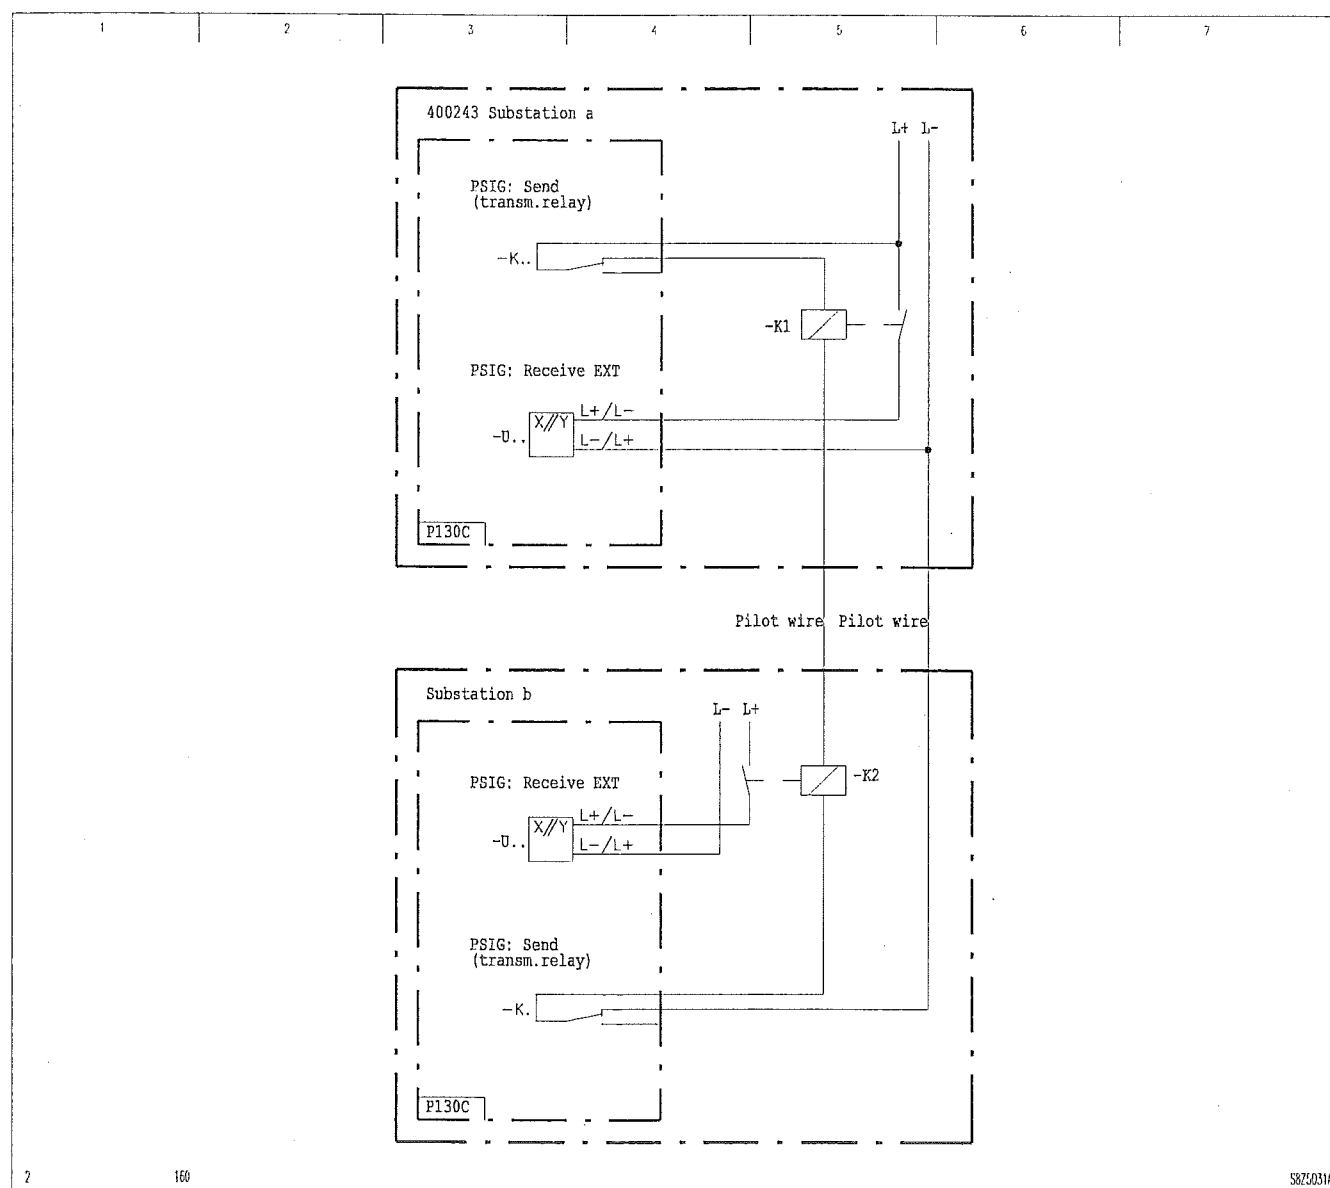 1 2 3 4 5 6 7
400243 Substation a
L+ L-
PSIG: Send
(transm.relay)
-K..
-K1
PSIG: Receive EXT
L+/L-
X//Y
-U..
L-/L+
P130C
Pilot wire Pilot wire
Substation b
L- L+
PSIG: Receive EXT
-K2
L+/L-
X//Y
-U..
L-/L+
PSIG: Send
(transm.relay)
-K.
P130C
2 160 S8Z5031A